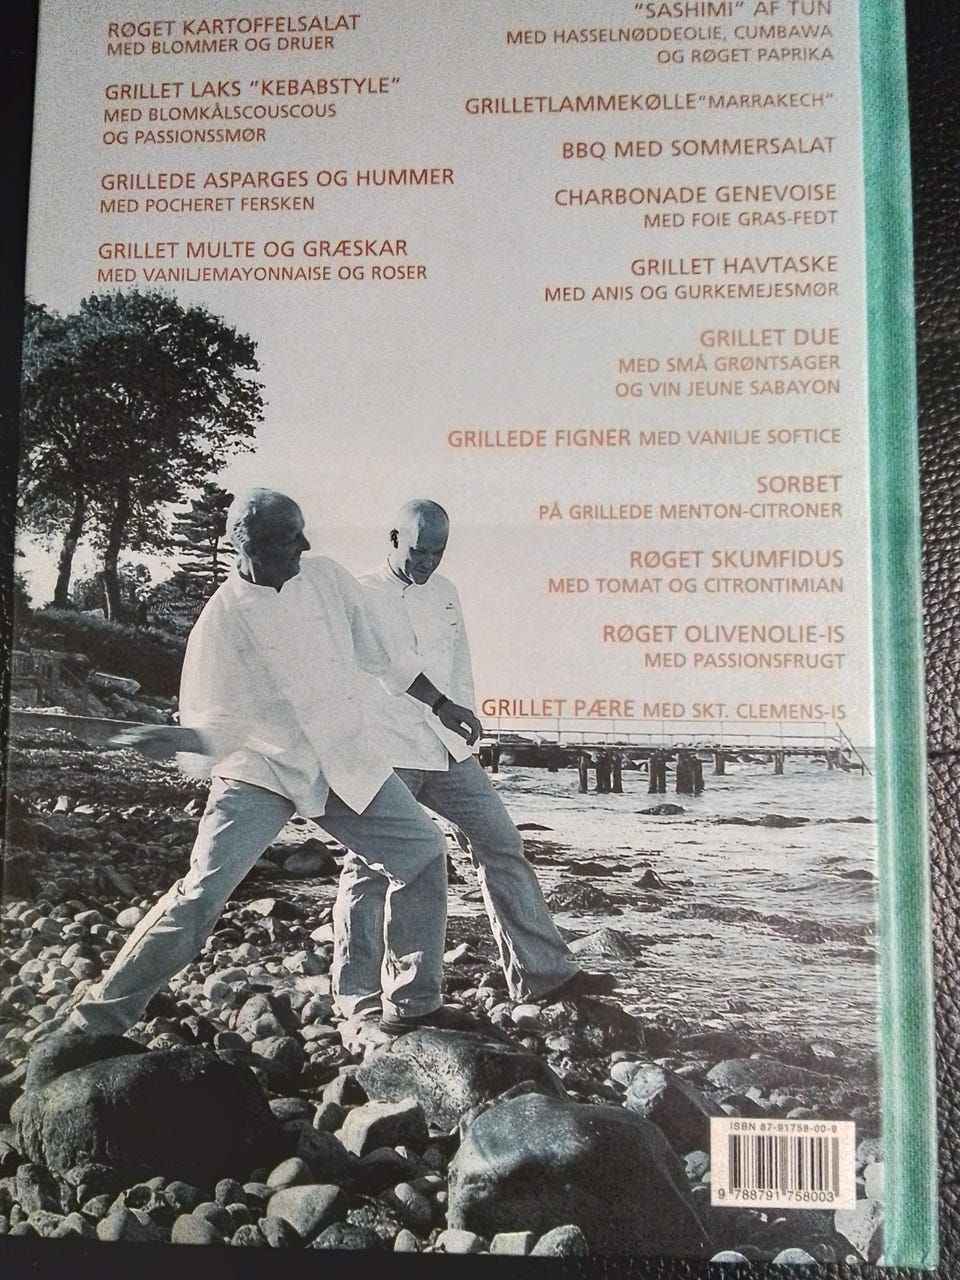 RØGET KARTOFFELSALAT
MED BLOMMER OG DRUER
GRILLET LAKS "KEBABSTYLE"
MED BLOMKÅLSCOUSCOUS
OG PASSIONSSMØR
GRILLEDE ASPARGES OG HUMMER
MED POCHERET FERSKEN
GRILLET MULTE OG GRÆSKAR
MED VANILJEMAYONNAISE OG ROSER
"SASHIMI" AF TUN
MED HASSELNØDDEOLIE, CUMBAWA
OG RØGET PAPRIKA
GRILLETLAMMEKØLLE"MARRAKECH"
BBQ MED SOMMERSALAT
CHARBONADE GENEVOISE
MED FOIE GRAS-FEDT
GRILLET HAVTASKE
MED ANIS OG GURKEMEJESMØR
GRILLET DUE
MED SMÅ GRØNTSAGER
OG VIN JEUNE SABAYON
GRILLEDE FIGNER MED VANILJE SOFTICE
SORBET
PÅ GRILLEDE MENTON-CITRONER
RØGET SKUMFIDUS
MED TOMAT OG CITRONTIMIAN
RØGET OLIVENOLIE-IS
MED PASSIONSFRUGT
GRILLET PÆRE MED SKT. CLEMENS-IS
ISBN 87-91758-00-9
9 788791 758003